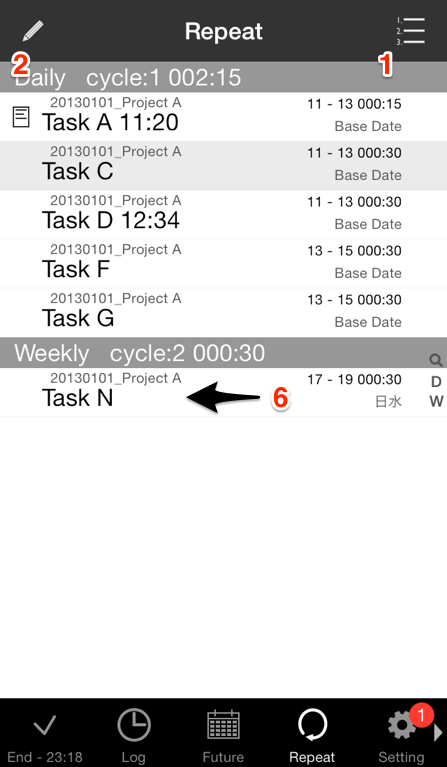 Repeat
1.
2.
3.
2
1
Daily cycle:1 002:15
20130101_Project A
11 - 13 000:15
Task A 11:20
Base Date
20130101_Project A
11 - 13 000:30
Task C
Base Date
20130101_Project A
11 - 13 000:30
Task D 12:34
Base Date
20130101_Project A
13 - 15 000:30
Task F
Base Date
20130101_Project A
13 - 15 000:30
Task G
Base Date
Weekly cycle:2 000:30
20130101_Project A
17 - 19 000:30
D
Task N
6
日水
W
1
End - 23:18
Log
Future
Repeat
Setting